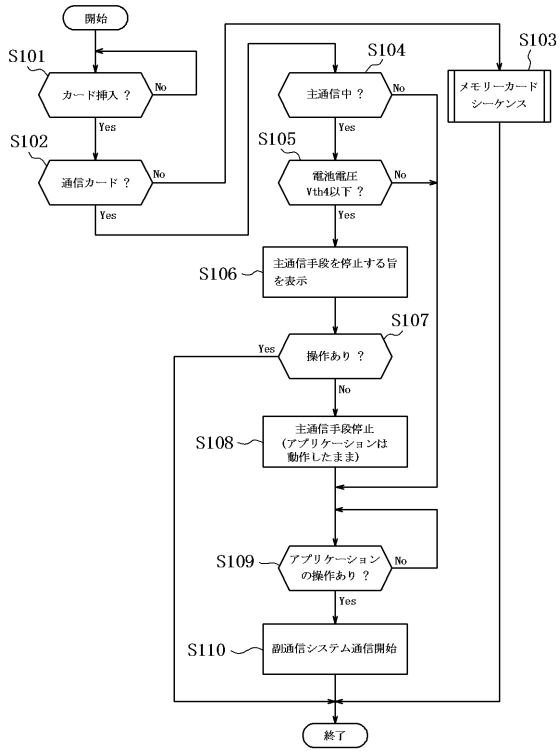 開始
S101
カード挿入 ?
No
Yes
S102
通信カード ?
No
Yes
S103
メモリーカード
シーケンス
S104
主通信中 ?
No
Yes
S105
電池電圧
Vth4以下 ?
No
Yes
S106
主通信手段を停止する旨
を表示
S107
操作あり ?
Yes
No
S108
主通信手段停止
(アプリケーションは
動作したまま)
S109
アプリケーション
の操作あり ?
No
Yes
S110
副通信システム通信開始
終了